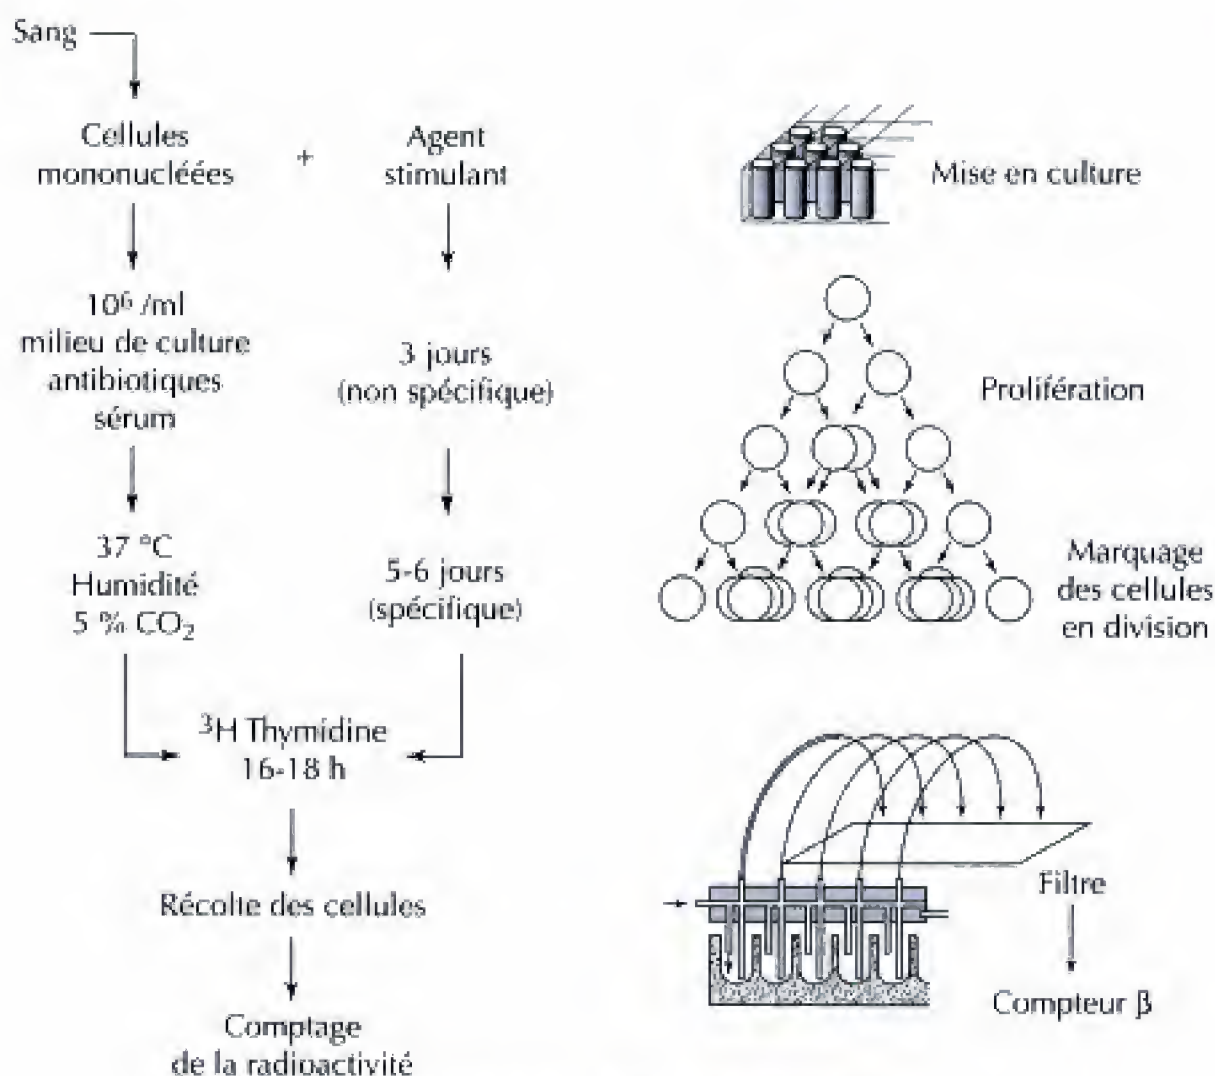 Sang
Cellules
mononucléées
+
Agent
stimulant
10⁶ /ml
milieu de culture
antibiotiques
sérum
3 jours
(non spécifique)
37 °C
Humidité
5 % CO₂
5-6 jours
(spécifique)
³H Thymidine
16-18 h
Récolte des cellules
Comptage
de la radioactivité
Mise en culture
Prolifération
Marquage
des cellules
en division
Filtre
Compteur β